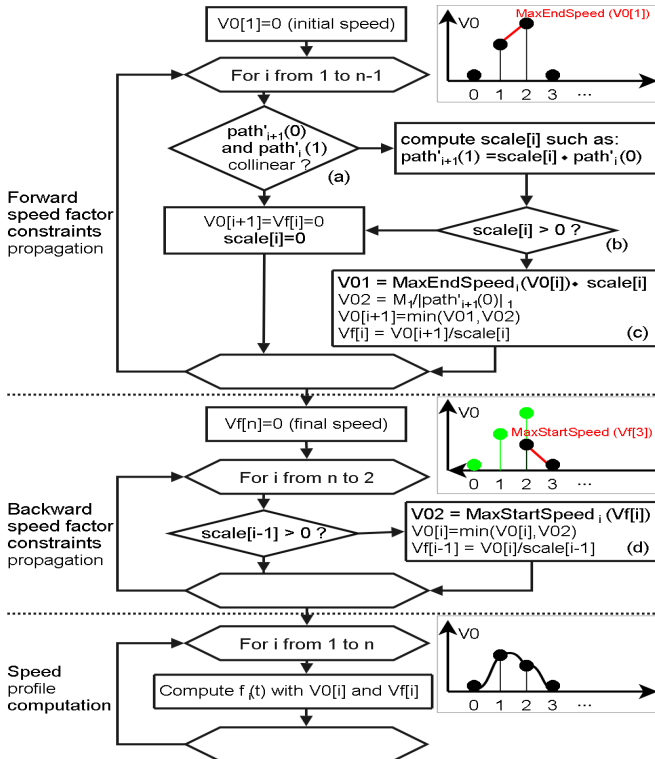 V0[1]=0 (initial speed)
For i from 1 to n-1
path'i+1(0)
and path'i(1)
collinear ?
(a)
compute scale[i] such as:
path'i+1(1) =scale[i]• path'i(0)
V0[i+1]=Vf[i]=0
scale[i]=0
scale[i] > 0 ?
(b)
V01 = MaxEndSpeedi(V0[i])• scale[i]
V02 = M1/|path'i+1(0)|1
V0[i+1]=min(V01,V02)
Vf[i] = V0[i+1]/scale[i]
(c)
Forward
speed factor
constraints
propagation
V0
MaxEndSpeed (V0[1])
0 1 2 3 ...
Vf[n]=0 (final speed)
For i from n to 2
scale[i-1] > 0 ?
V02 = MaxStartSpeed i (Vf[i])
V0[i]=min(V0[i],V02)
Vf[i-1] = V0[i]/scale[i-1]
(d)
Backward
speed factor
constraints
propagation
V0
MaxStartSpeed (Vf[3])
0 1 2 3 ...
For i from 1 to n
Compute fi(t) with V0[i] and Vf[i]
Speed
profile
computation
V0
0 1 2 3 ...